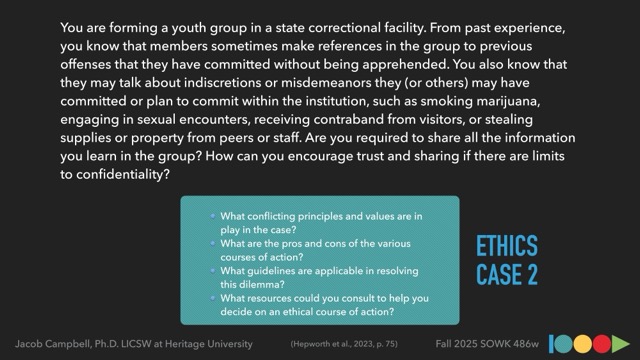 You are forming a youth group in a state correctional facility. From past experience,
you know that members sometimes make references in the group to previous
offenses that they have committed without being apprehended. You also know that
they may talk about indiscretions or misdemeanors they (or others) may have
committed or plan to commit within the institution, such as smoking marijuana,
engaging in sexual encounters, receiving contraband from visitors, or stealing
supplies or property from peers or staff. Are you required to share all the information
you learn in the group? How can you encourage trust and sharing if there are limits
to confidentiality?
What conflicting principles and values are in
play in the case?
What are the pros and cons of the various
courses of action?
What guidelines are applicable in resolving
this dilemma?
What resources could you consult to help you
decide on an ethical course of action?
ETHICS
CASE 2
Jacob Campbell, Ph.D. LICSW at Heritage University
(Hepworth et al., 2023, p. 75)
Fall 2025 SOWK 486w